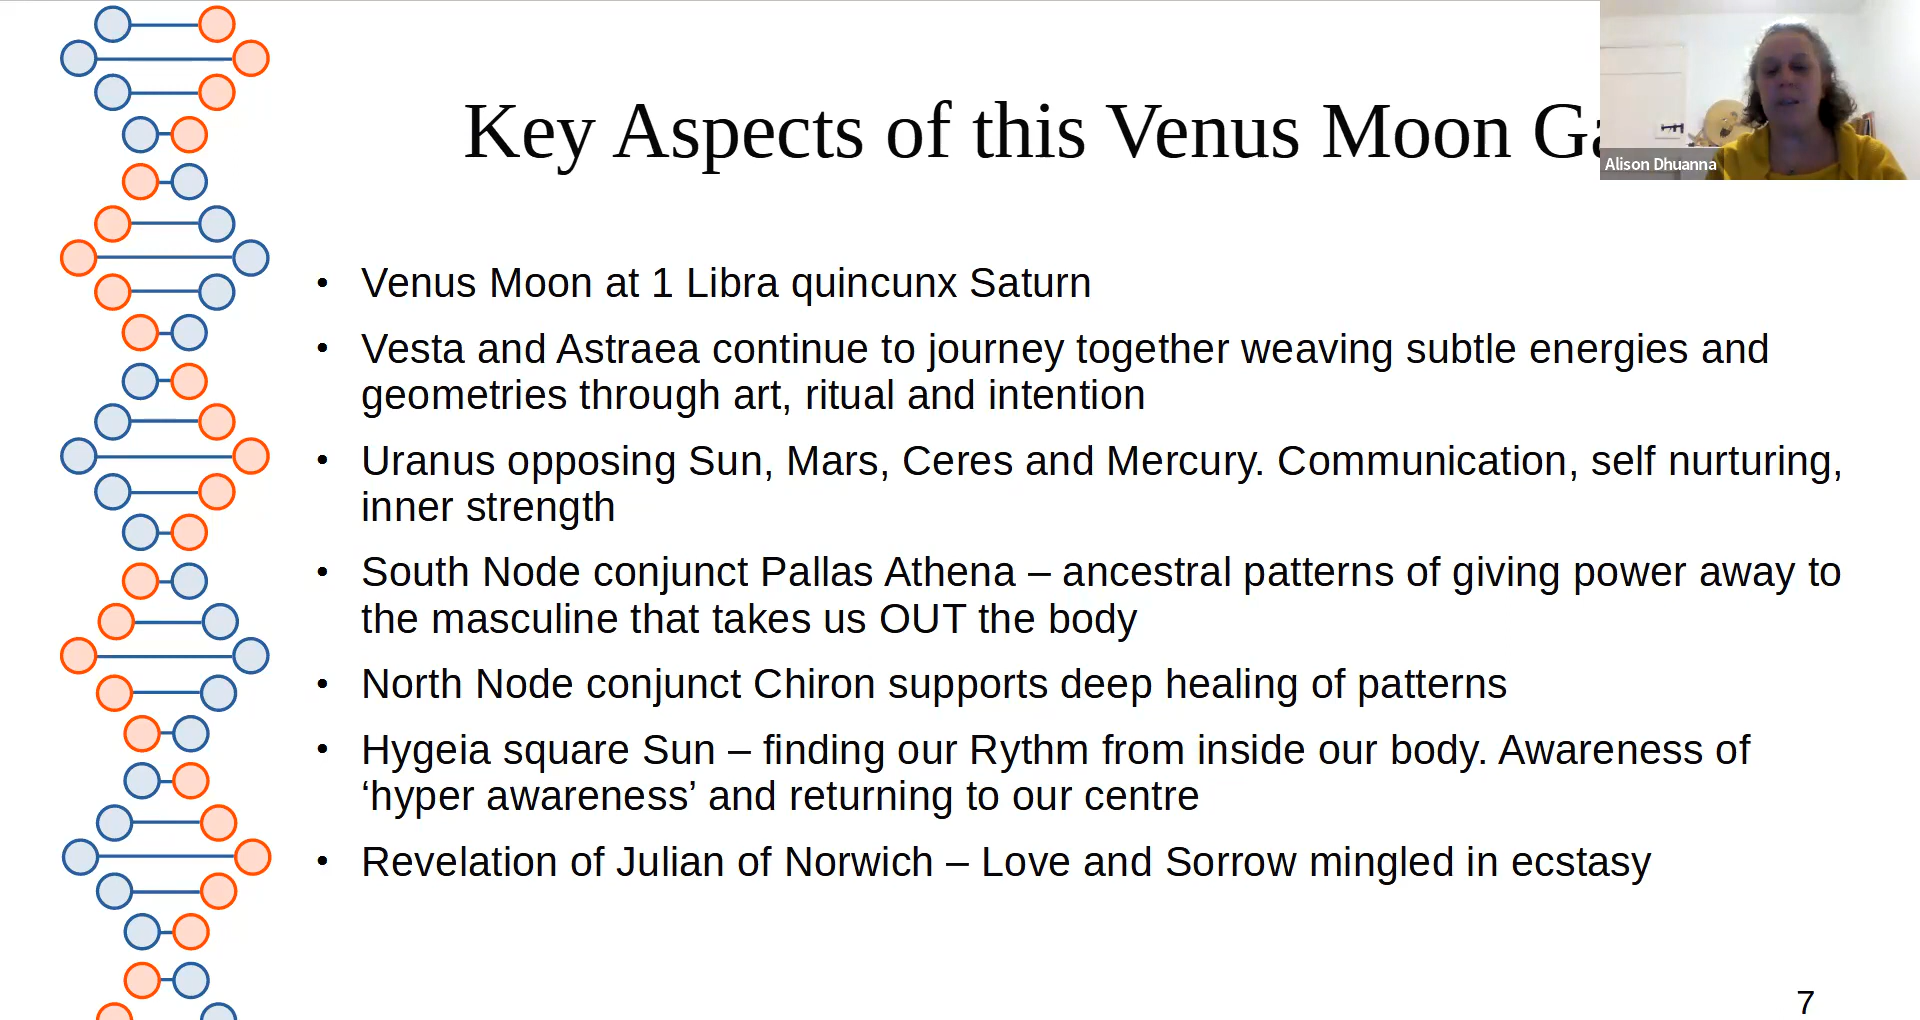 Key Aspects of this Venus Moon
Alison Dhuanna
• Venus Moon at 1 Libra quincunx Saturn
• Vesta and Astraea continue to journey together weaving subtle energies and
geometries through art, ritual and intention
• Uranus opposing Sun, Mars, Ceres and Mercury. Communication, self nurturing,
inner strength
• South Node conjunct Pallas Athena – ancestral patterns of giving power away to
the masculine that takes us OUT the body
• North Node conjunct Chiron supports deep healing of patterns
• Hygeia square Sun – finding our Rythm from inside our body. Awareness of
‘hyper awareness’ and returning to our centre
• Revelation of Julian of Norwich – Love and Sorrow mingled in ecstasy
7